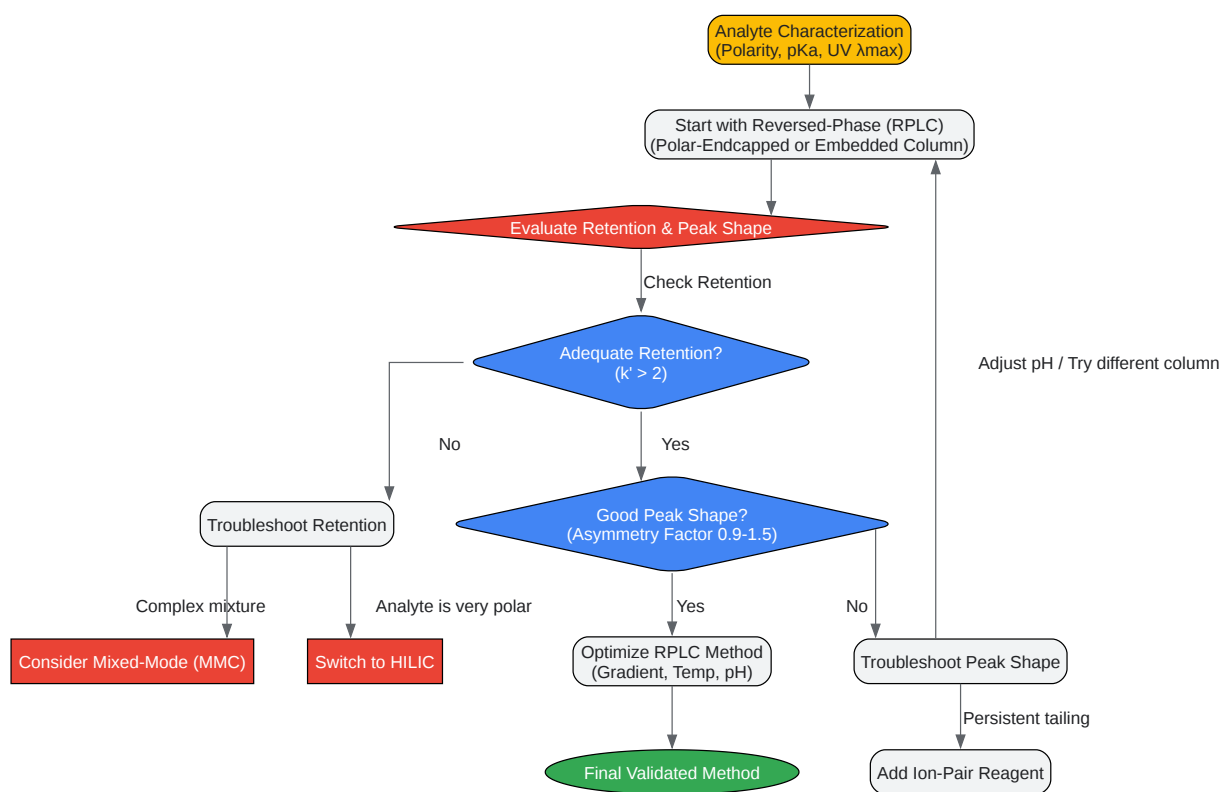 Analyte Characterization
(Polarity, pKa, UV λmax)
Start with Reversed-Phase (RPLC)
(Polar-Endcapped or Embedded Column)
Evaluate Retention & Peak Shape
Check Retention
Adequate Retention?
(k' > 2)
Adjust pH / Try different column
No
Yes
Good Peak Shape?
(Asymmetry Factor 0.9-1.5)
Troubleshoot Retention
Complex mixture
Analyte is very polar
Yes
No
Consider Mixed-Mode (MMC)
Switch to HILIC
Optimize RPLC Method
(Gradient, Temp, pH)
Troubleshoot Peak Shape
Persistent tailing
Final Validated Method
Add Ion-Pair Reagent